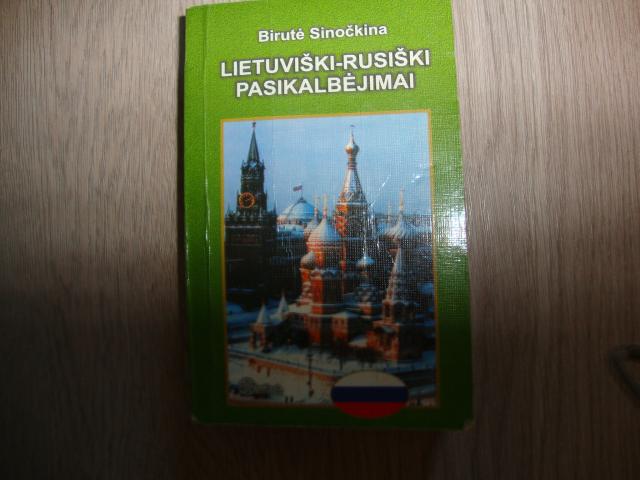 Birutė Sinočkina
LIETUVIŠKI-RUSIŠKI
PASIKALBĖJIMAI